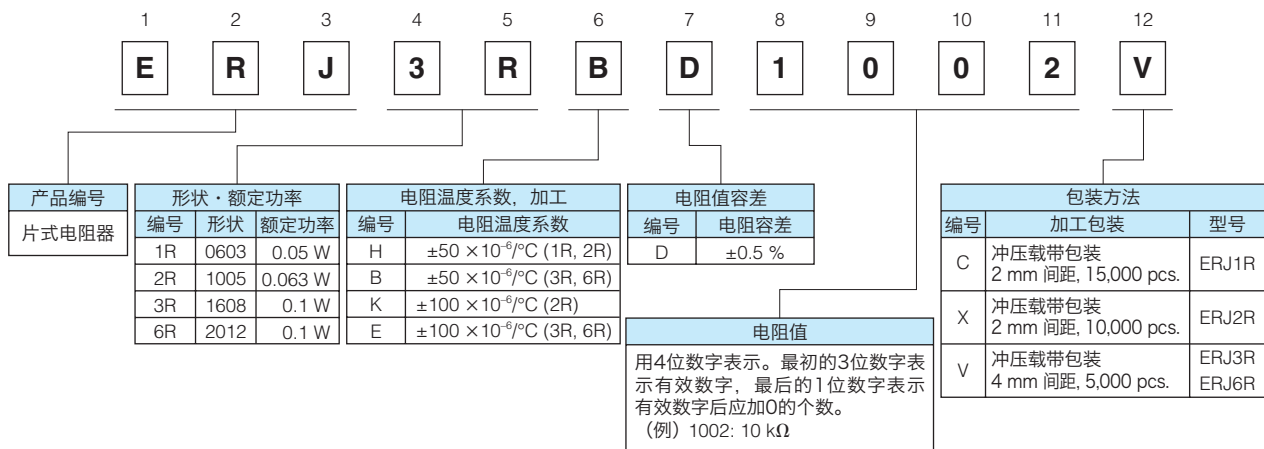 1 2 3 4 5 6 7 8 9 10 11 12
E R J 3 R B D 1 0 0 2 V
产品编号
片式电阻器
形状・额定功率
编号 形状 额定功率
1R 0603 0.05 W
2R 1005 0.063 W
3R 1608 0.1 W
6R 2012 0.1 W
电阻温度系数，加工
编号 电阻温度系数
H ±50 ×10⁻⁶/°C (1R, 2R)
B ±50 ×10⁻⁶/°C (3R, 6R)
K ±100 ×10⁻⁶/°C (2R)
E ±100 ×10⁻⁶/°C (3R, 6R)
电阻值容差
编号 电阻容差
D ±0.5 %
电阻值
用4位数字表示。最初的3位数字表
示有效数字，最后的1位数字表示
有效数字后应加0的个数。
（例）1002: 10 kΩ
包装方法
编号 加工包装 型号
C 冲压载带包装
2 mm 间距, 15,000 pcs. ERJ1R
X 冲压载带包装
2 mm 间距, 10,000 pcs. ERJ2R
V 冲压载带包装 ERJ3R
4 mm 间距, 5,000 pcs. ERJ6R